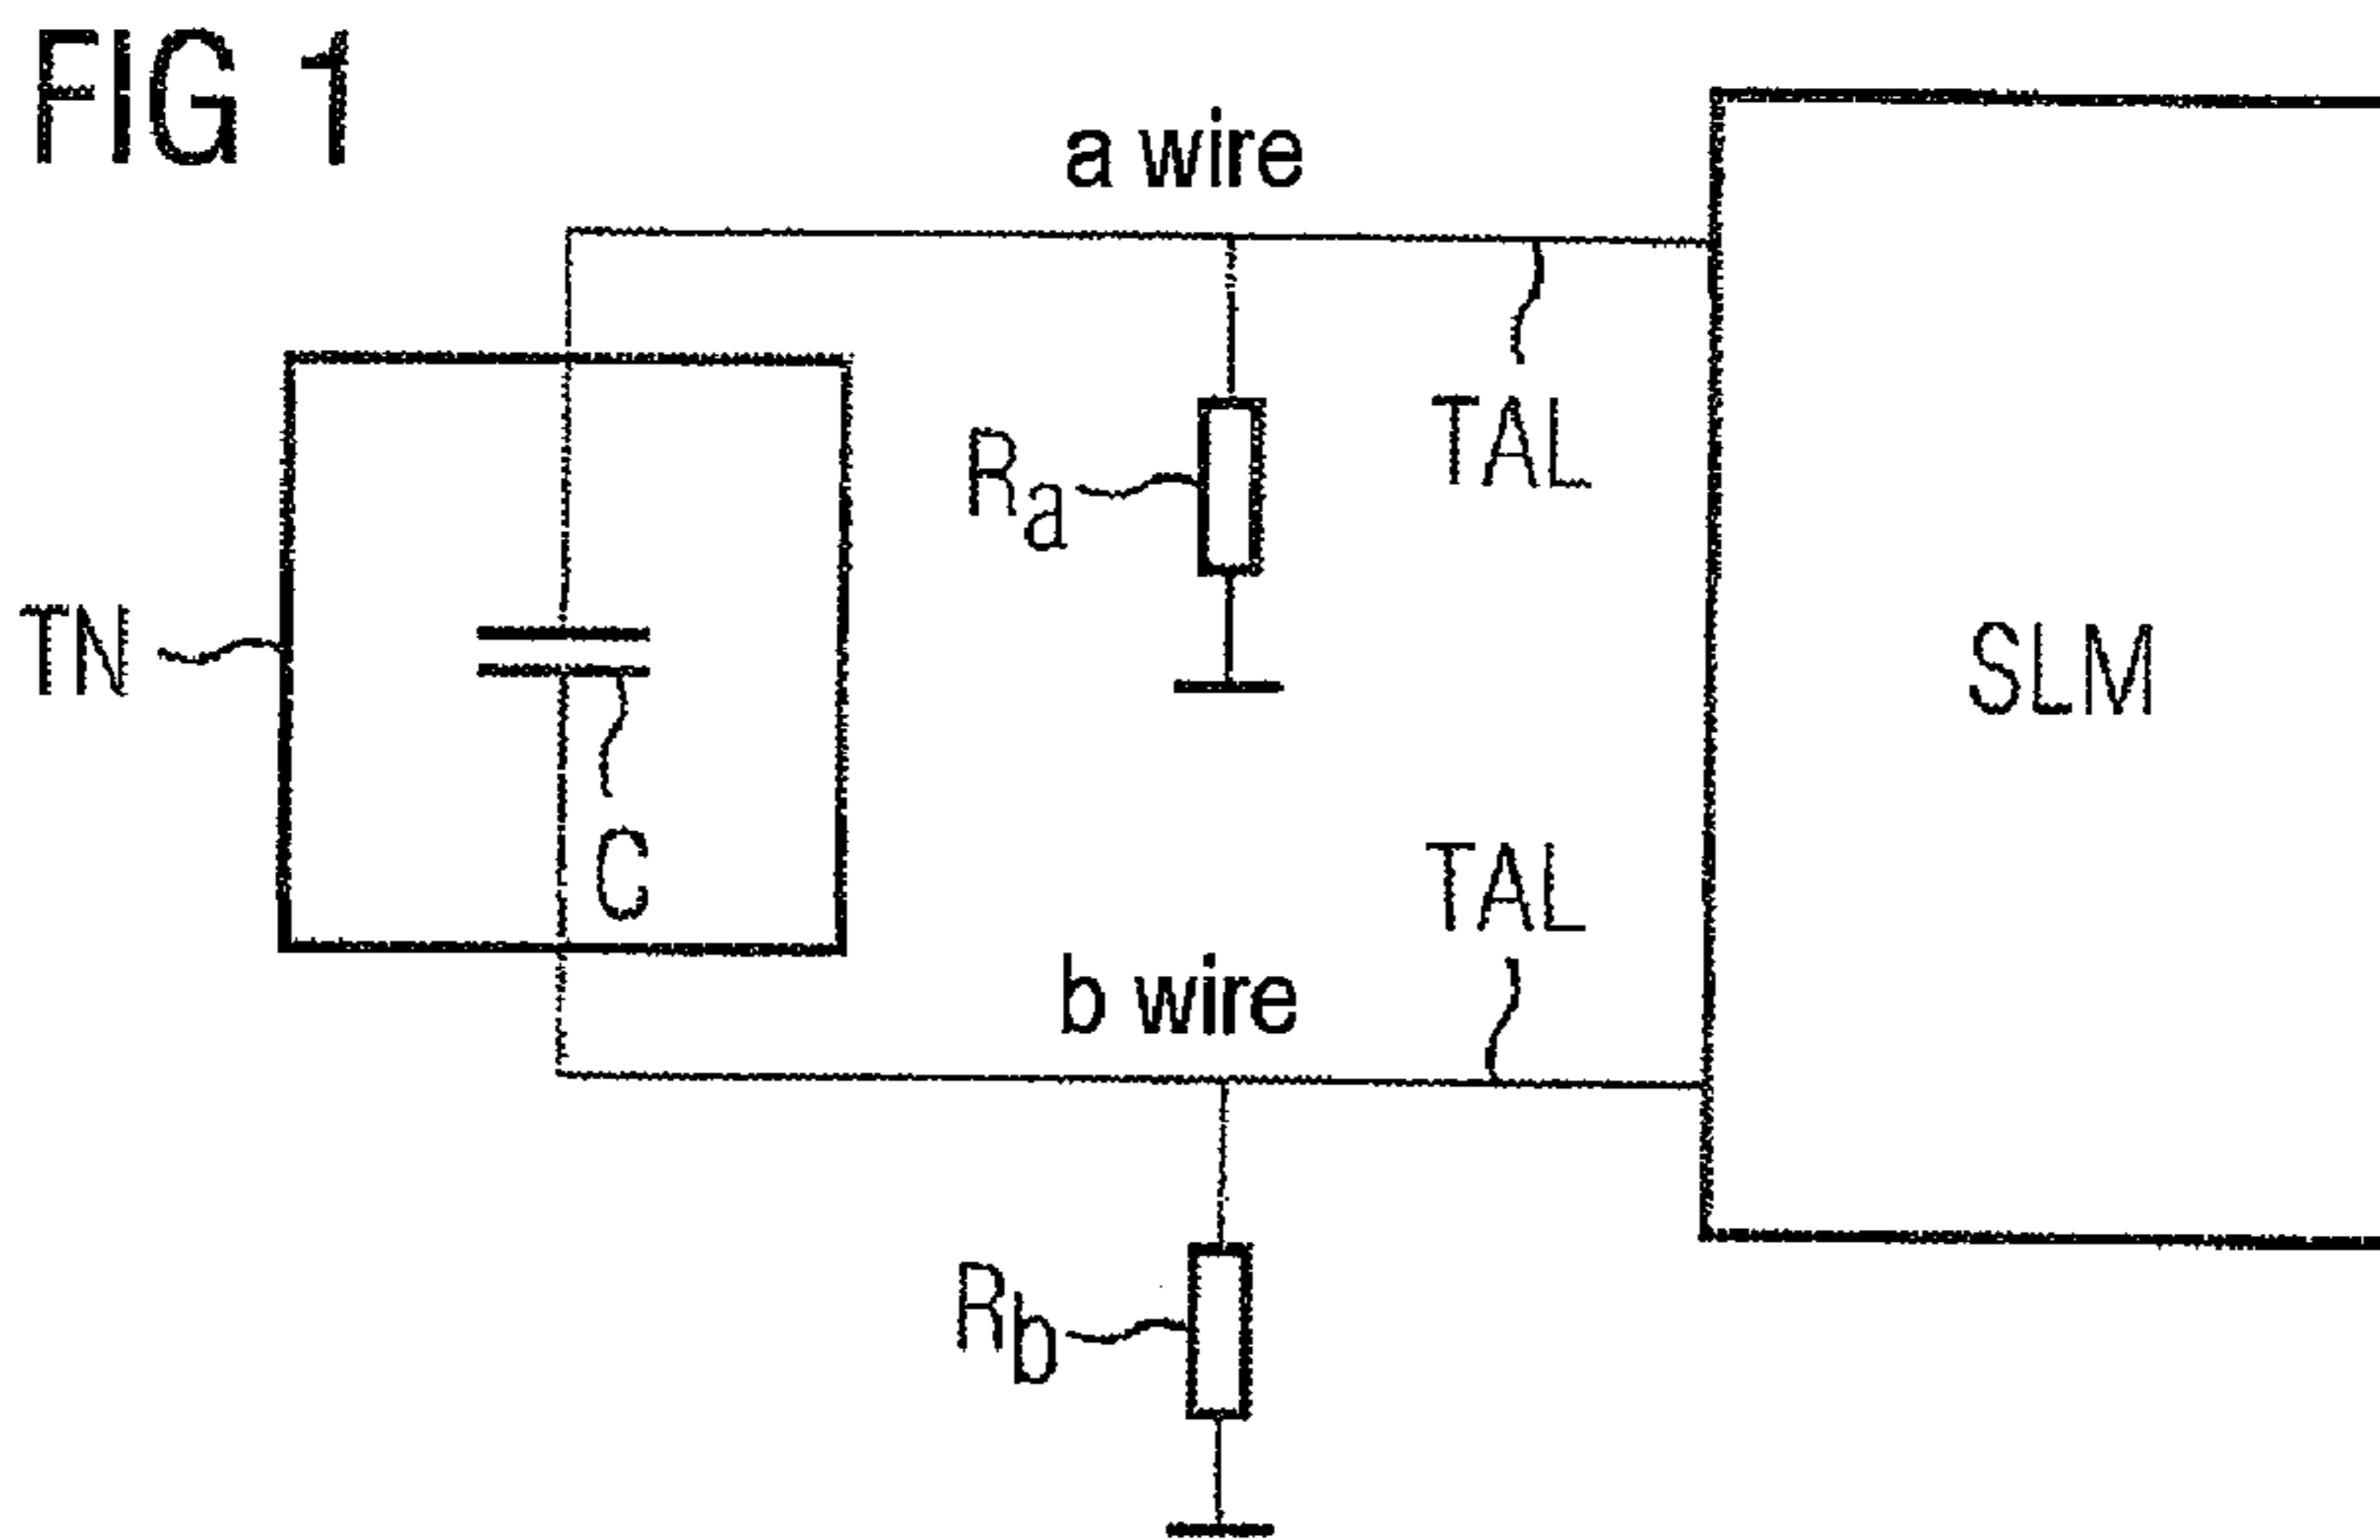 FIG 1
a wire
Ra
TAL
TN
SLM
C
TAL
b wire
Rb